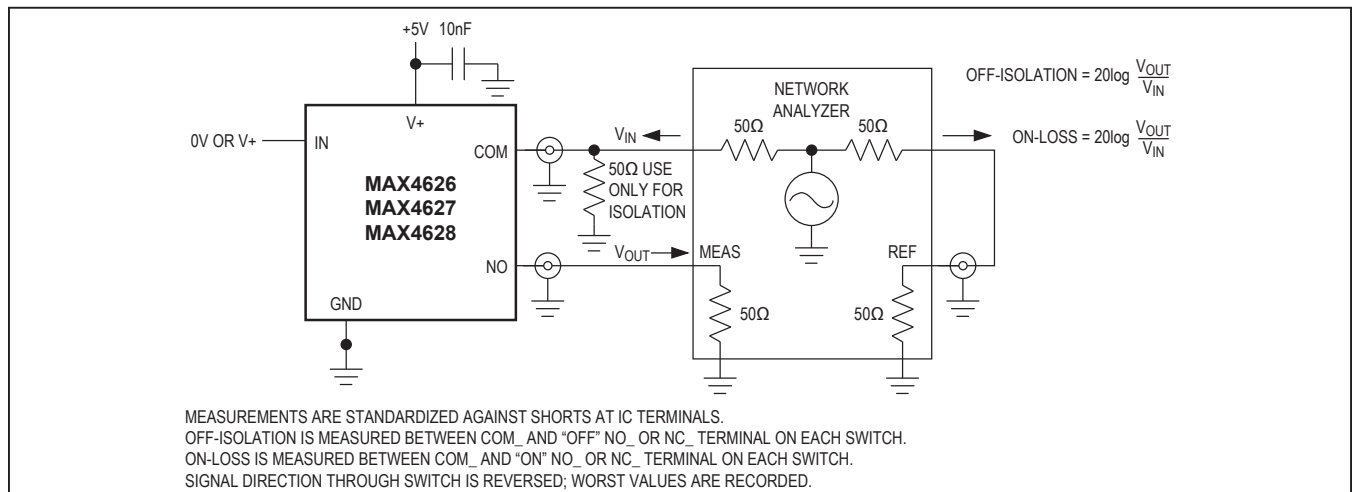 +5V 10nF
V+
0V OR V+
IN
COM
MAX4626
MAX4627
MAX4628
NO
GND
VIN
50Ω USE
ONLY FOR
ISOLATION
VOUT
NETWORK
ANALYZER
50Ω 50Ω
MEAS REF
50Ω 50Ω
OFF-ISOLATION = 20log VOUT
VIN
ON-LOSS = 20log VOUT
VIN
MEASUREMENTS ARE STANDARDIZED AGAINST SHORTS AT IC TERMINALS.
OFF-ISOLATION IS MEASURED BETWEEN COM_ AND “OFF” NO_ OR NC_ TERMINAL ON EACH SWITCH.
ON-LOSS IS MEASURED BETWEEN COM_ AND “ON” NO_ OR NC_ TERMINAL ON EACH SWITCH.
SIGNAL DIRECTION THROUGH SWITCH IS REVERSED; WORST VALUES ARE RECORDED.